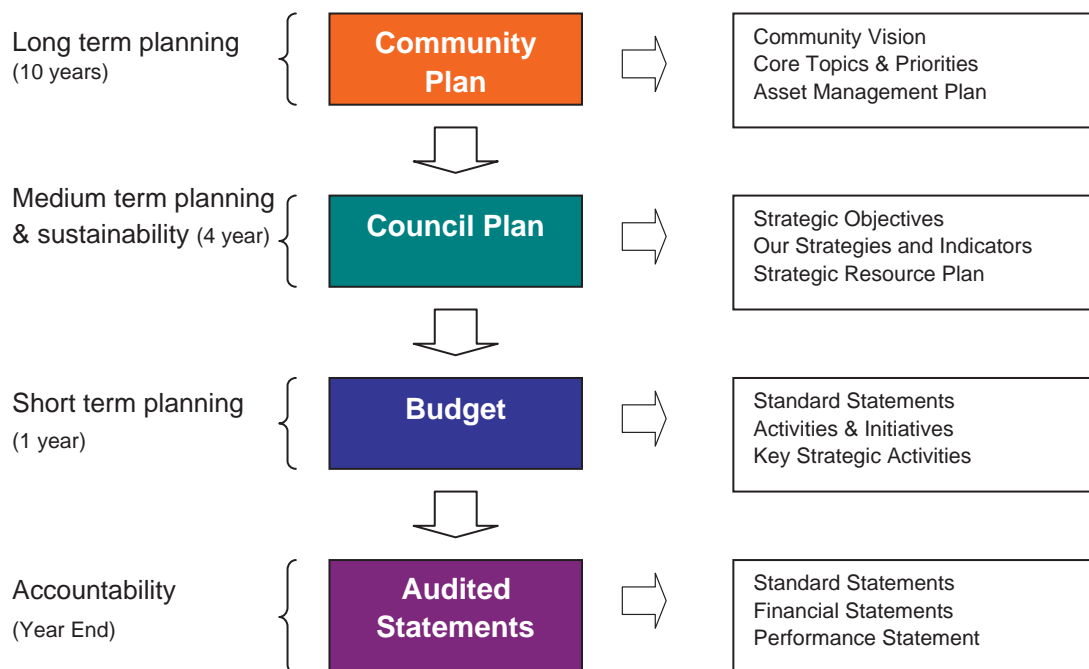 Long term planning
(10 years)
Community
Plan
Community Vision
Core Topics & Priorities
Asset Management Plan
Medium term planning
& sustainability (4 year)
Council Plan
Strategic Objectives
Our Strategies and Indicators
Strategic Resource Plan
Short term planning
(1 year)
Budget
Standard Statements
Activities & Initiatives
Key Strategic Activities
Accountability
(Year End)
Audited
Statements
Standard Statements
Financial Statements
Performance Statement